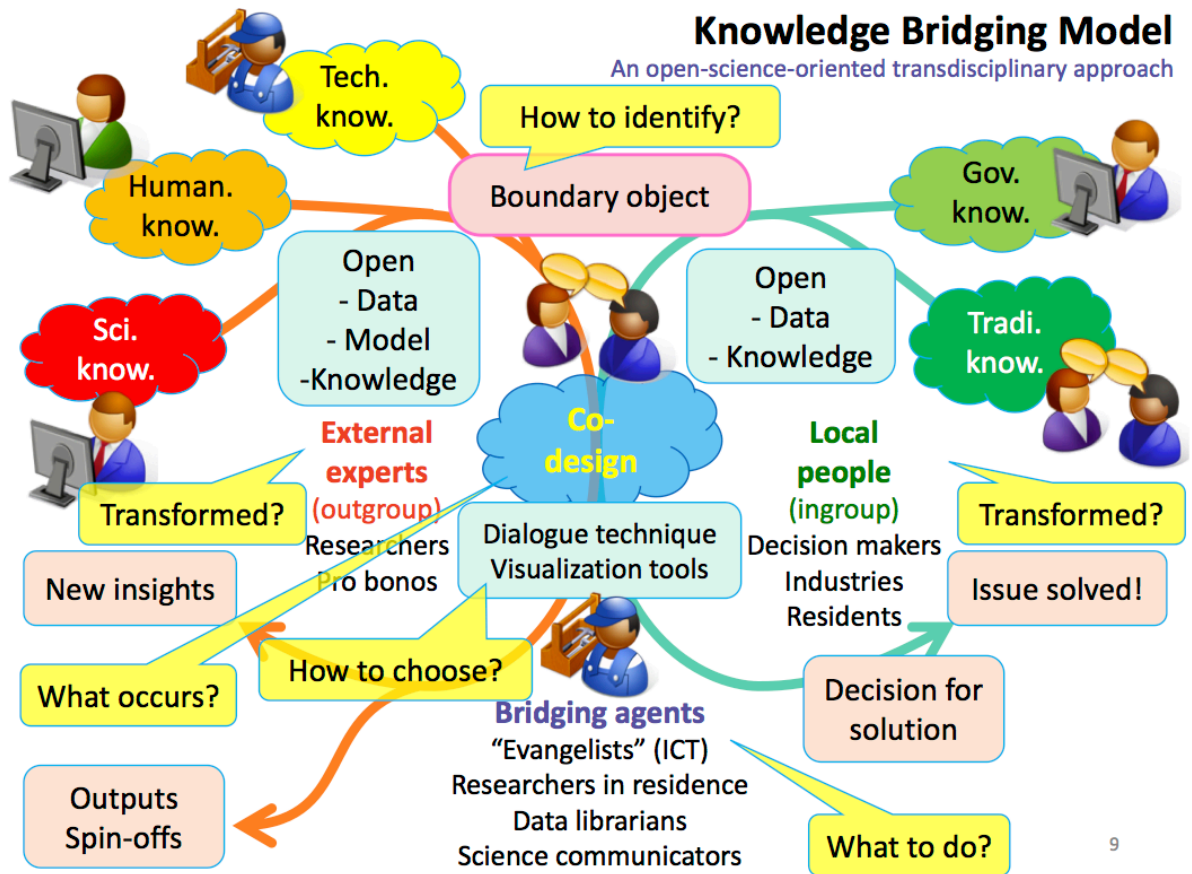 Knowledge Bridging Model
An open-science-oriented transdisciplinary approach
Tech.
know.
How to identify?
Human.
know.
Boundary object
Gov.
know.
Open
- Data
- Model
-Knowledge
Open
- Data
- Knowledge
Sci.
know.
Tradi.
know.
Co-
design
External
experts
(outgroup)
Researchers
Pro bonos
Local
people
(ingroup)
Decision makers
Industries
Residents
Transformed?
Transformed?
Dialogue technique
Visualization tools
New insights
Issue solved!
What occurs?
How to choose?
Decision for
solution
Bridging agents
“Evangelists” (ICT)
Researchers in residence
Data librarians
Science communicators
Outputs
Spin-offs
What to do?
9